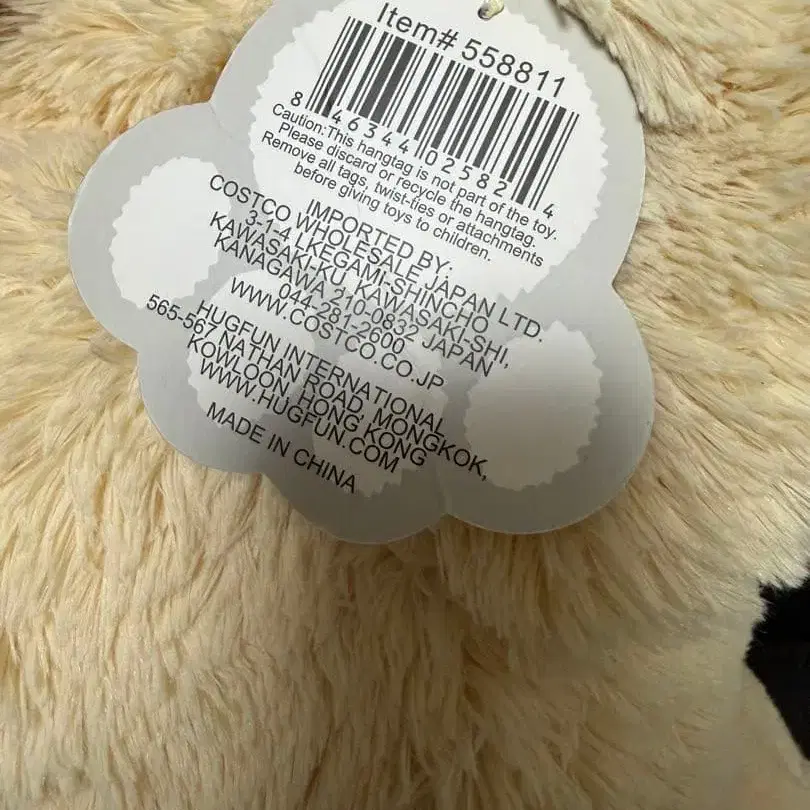 Item# 558811
8 46344 02582 4
Caution:This hangtag is not part of the toy.
Please discard or recycle the hangtag.
Remove all tags, twist-ties or attachments
before giving toys to children.
IMPORTED BY:
COSTCO WHOLESALE JAPAN LTD.
3-1-4 LKEGAMI-SHINCHO
KAWASAKI-KU, KAWASAKI-SHI,
KANAGAWA 210-0832 JAPAN
044-281-2600
WWW.COSTCO.CO.JP
HUGFUN INTERNATIONAL
565-567 NATHAN ROAD, MONGKOK,
KOWLOON, HONG KONG
WWW.HUGFUN.COM
MADE IN CHINA